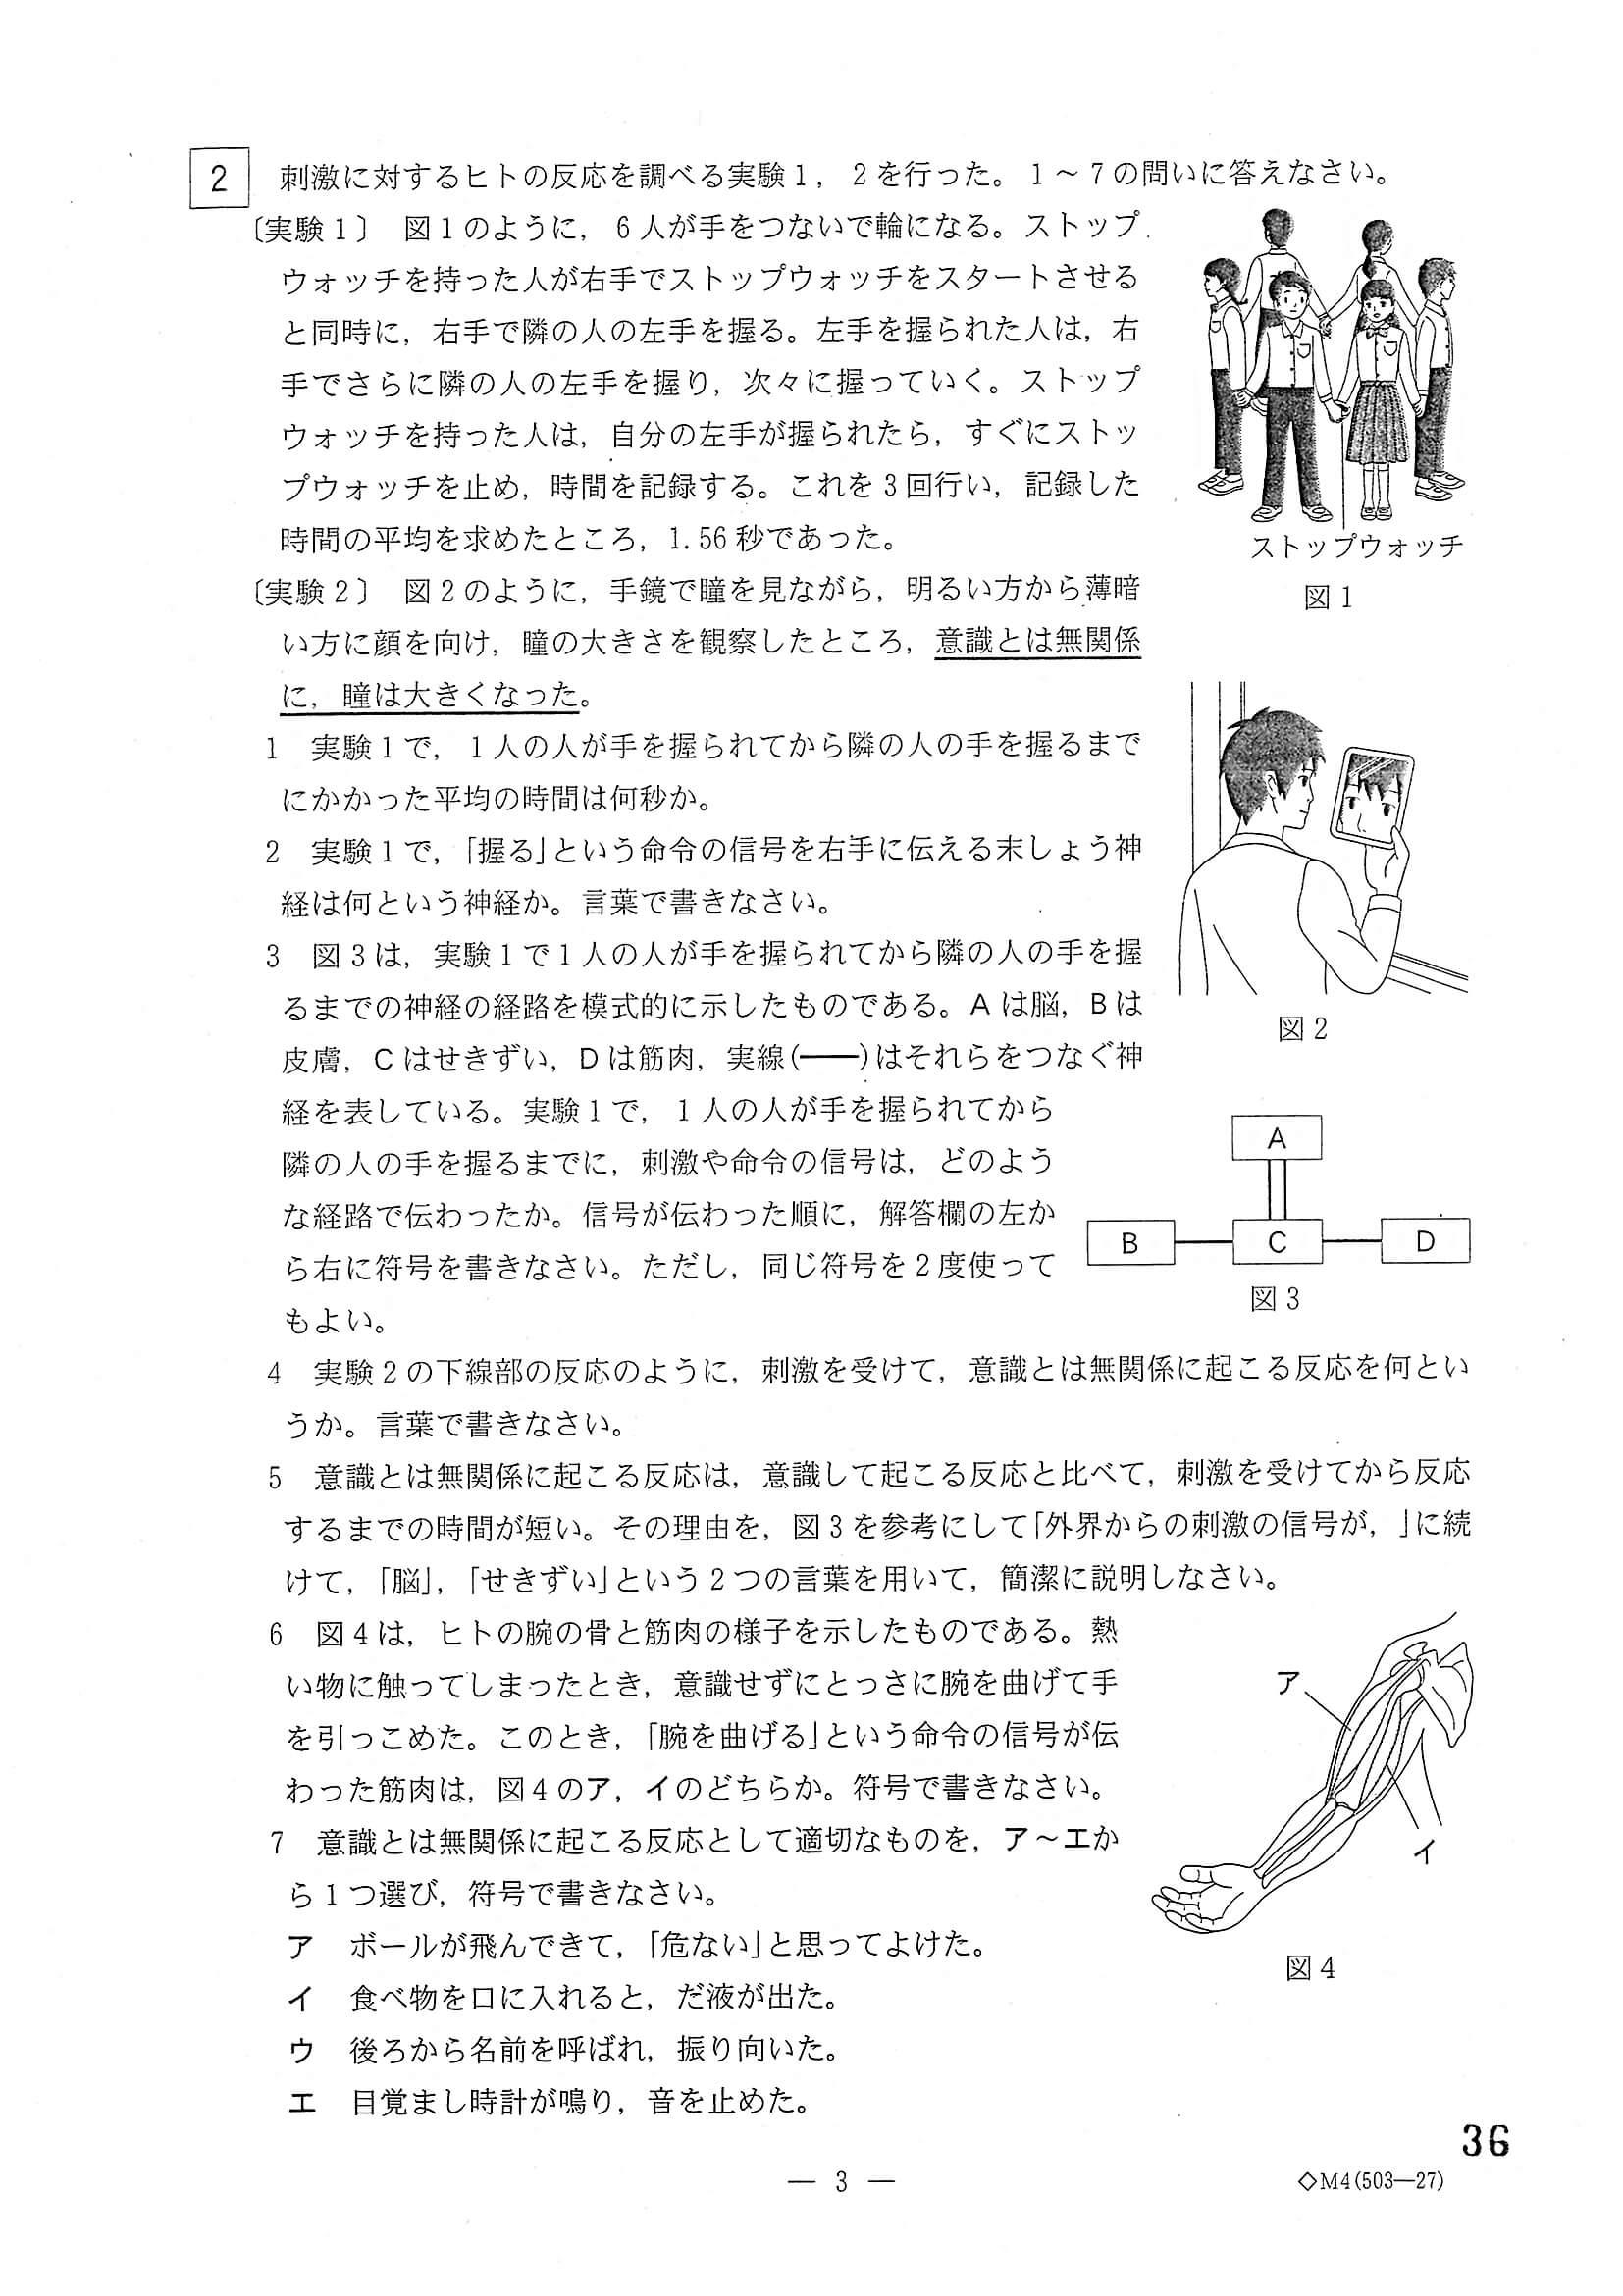 2 刺激に対するヒトの反応を調べる実験1，2を行った。1～7の問いに答えなさい。
〔実験1〕 図1のように，6人が手をつないで輪になる。ストップ
ウォッチを持った人が右手でストップウォッチをスタートさせる
と同時に，右手で隣の人の左手を握る。左手を握られた人は，右
手でさらに隣の人の左手を握り，次々に握っていく。ストップ
ウォッチを持った人は，自分の左手が握られたら，すぐにストッ
プウォッチを止め，時間を記録する。これを3回行い，記録した
時間の平均を求めたところ，1.56秒であった。
ストップウォッチ
図1
〔実験2〕 図2のように，手鏡で瞳を見ながら，明るい方から薄暗
い方に顔を向け，瞳の大きさを観察したところ，意識とは無関係
に，瞳は大きくなった。
1 実験1で，1人の人が手を握られてから隣の人の手を握るまで
にかかった平均の時間は何秒か。
2 実験1で，「握る」という命令の信号を右手に伝える末しょう神
経は何という神経か。言葉で書きなさい。
3 図3は，実験1で1人の人が手を握られてから隣の人の手を握
るまでの神経の経路を模式的に示したものである。Aは脳，Bは
皮膚，Cはせきずい，Dは筋肉，実線(━━)はそれらをつなぐ神
経を表している。実験1で，1人の人が手を握られてから
隣の人の手を握るまでに，刺激や命令の信号は，どのよう
な経路で伝わったか。信号が伝わった順に，解答欄の左か
ら右に符号を書きなさい。ただし，同じ符号を2度使って
もよい。
図2
A
B C D
図3
4 実験2の下線部の反応のように，刺激を受けて，意識とは無関係に起こる反応を何とい
うか。言葉で書きなさい。
5 意識とは無関係に起こる反応は，意識して起こる反応と比べて，刺激を受けてから反応
するまでの時間が短い。その理由を，図3を参考にして「外界からの刺激の信号が，」に続
けて，「脳」，「せきずい」という2つの言葉を用いて，簡潔に説明しなさい。
6 図4は，ヒトの腕の骨と筋肉の様子を示したものである。熱
い物に触ってしまったとき，意識せずにとっさに腕を曲げて手
を引っこめた。このとき，「腕を曲げる」という命令の信号が伝
わった筋肉は，図4のア，イのどちらか。符号で書きなさい。
7 意識とは無関係に起こる反応として適切なものを，ア～エか
ら1つ選び，符号で書きなさい。
ア ボールが飛んできて，「危ない」と思ってよけた。
イ 食べ物を口に入れると，だ液が出た。
ウ 後ろから名前を呼ばれ，振り向いた。
エ 目覚まし時計が鳴り，音を止めた。
ア
イ
図4
36
— 3 —
◇M4(503—27)